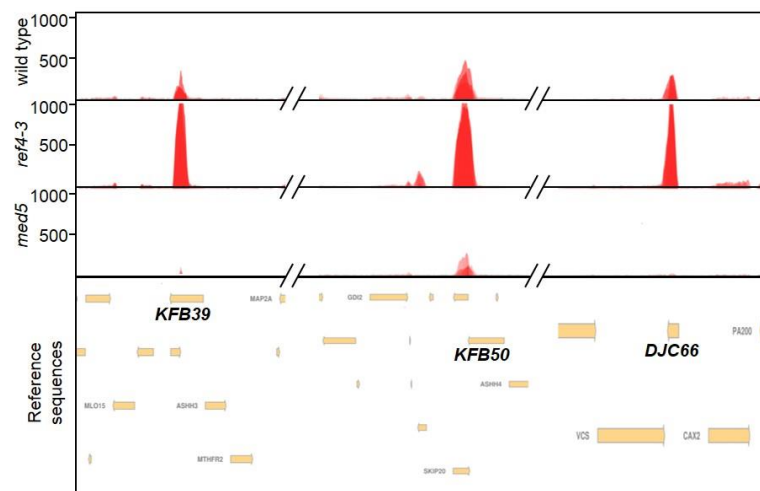 1000
500
wild type
1000
500
ref4-3
1000
500
med5
Reference
sequences
MAP2A
GDI2
KFB39
KFB50
DJC66
PA200
MLO15
ASHH3
ASHH4
VCS
CAX2
MTHFR2
SKIP20